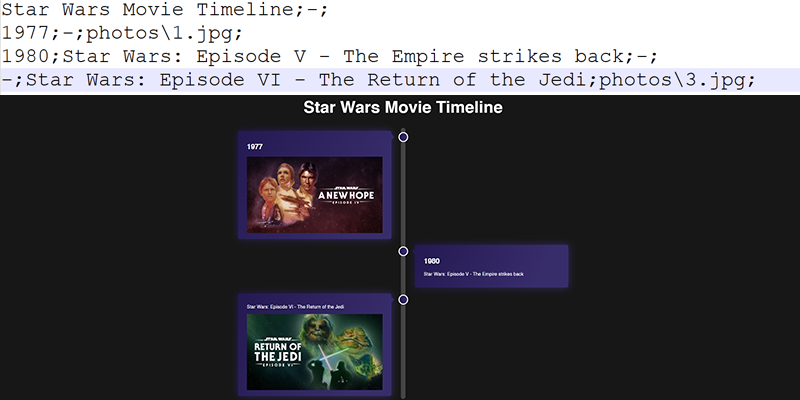 Star Wars Movie Timeline;-;
1977;-;photos\1.jpg;
1980;Star Wars: Episode V - The Empire strikes back;-;
-;Star Wars: Episode VI - The Return of the Jedi;photos\3.jpg;
Star Wars Movie Timeline
1977
STAR WARS
A NEW HOPE
EPISODE IV
1980
Star Wars: Episode V - The Empire strikes back
Star Wars: Episode VI - The Return of the Jedi
STAR WARS
RETURN OF
THE JEDI
EPISODE VI